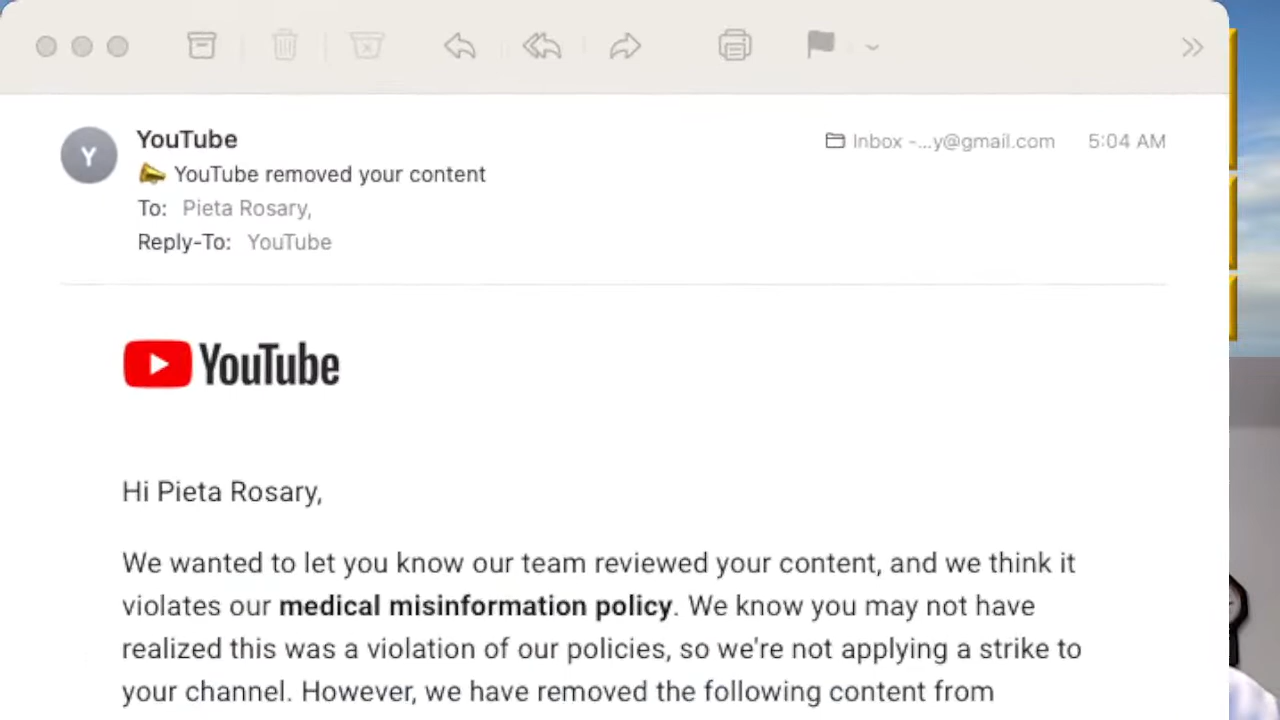 YouTube
Inbox -...y@gmail.com 5:04 AM
Y
YouTube removed your content
To: Pieta Rosary,
Reply-To: YouTube
YouTube
Hi Pieta Rosary,
We wanted to let you know our team reviewed your content, and we think it
violates our medical misinformation policy. We know you may not have
realized this was a violation of our policies, so we're not applying a strike to
your channel. However, we have removed the following content from